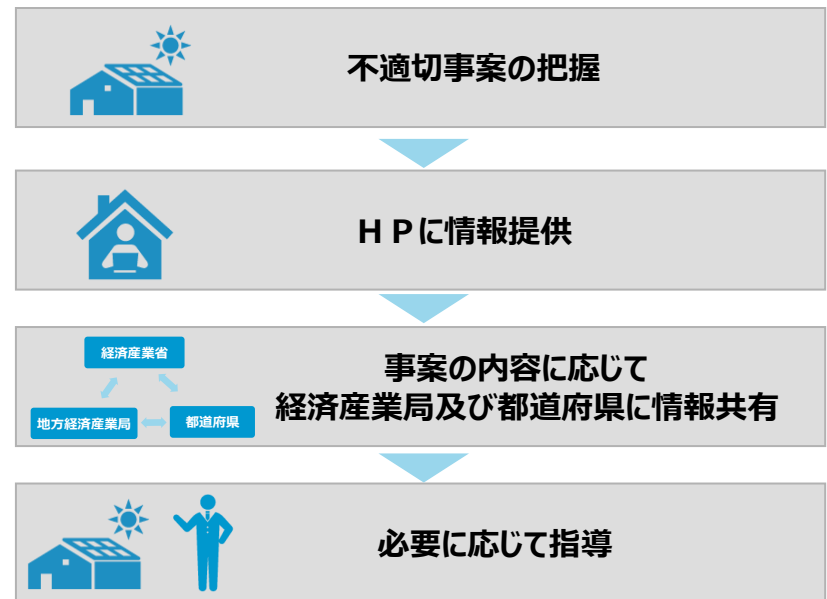 不適切事案の把握
ＨＰに情報提供
経済産業省
地方経済産業局
都道府県
事案の内容に応じて
経済産業局及び都道府県に情報共有
必要に応じて指導